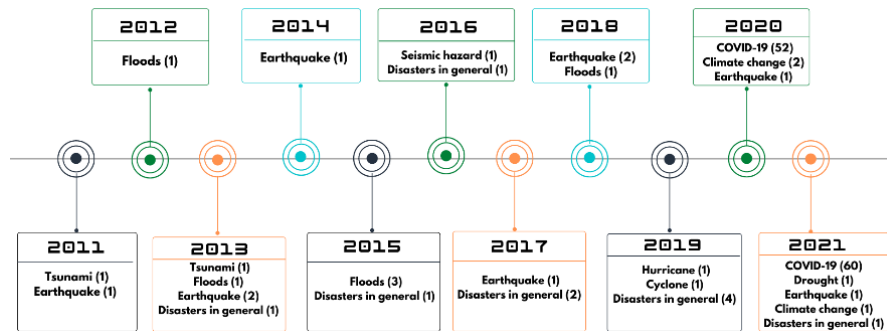 2012
Floods (1)
2014
Earthquake (1)
2016
Seismic hazard (1)
Disasters in general (1)
2018
Earthquake (2)
Floods (1)
2020
COVID-19 (52)
Climate change (2)
Earthquake (1)
2011
Tsunami (1)
Earthquake (1)
2013
Tsunami (1)
Floods (1)
Earthquake (2)
Disasters in general (1)
2015
Floods (3)
Disasters in general (1)
2017
Earthquake (1)
Disasters in general (2)
2019
Hurricane (1)
Cyclone (1)
Disasters in general (4)
2021
COVID-19 (60)
Drought (1)
Earthquake (1)
Climate change (1)
Disasters in general (1)